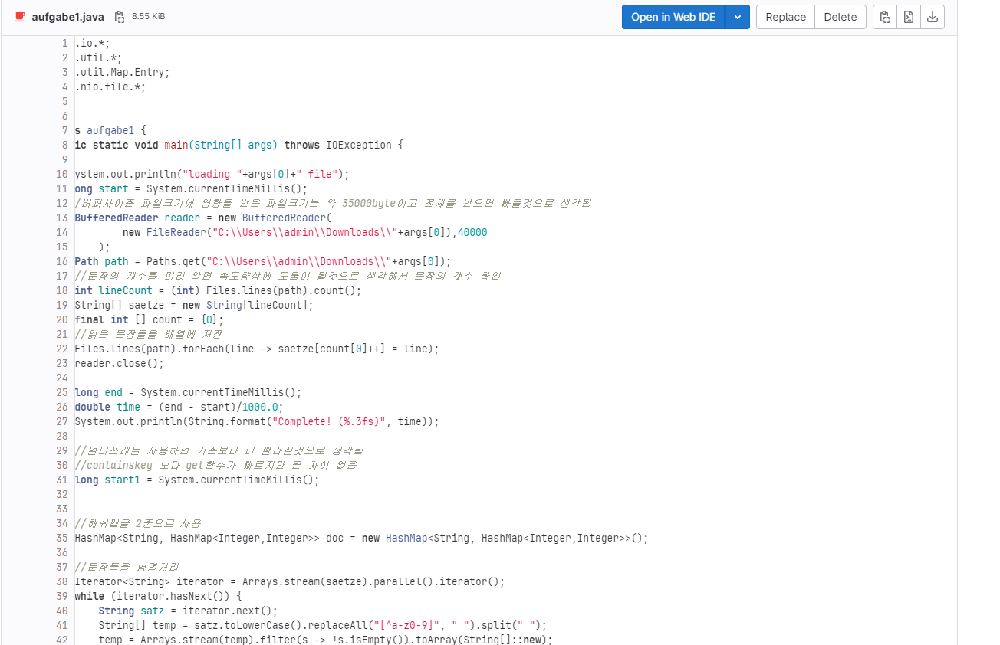 aufgabe1.java 8.55 KiB Open in Web IDE Replace Delete
1 .io.*;
2 .util.*;
3 .util.Map.Entry;
4 .nio.file.*;
5
6
7 s aufgabe1 {
8 ic static void main(String[] args) throws IOException {
9
10 ystem.out.println("loading "+args[0]+" file");
11 ong start = System.currentTimeMillis();
12 /버퍼사이즈 파일크기에 영향을 받음 파일크기는 약 35000byte이고 전체를 받으면 빠를것으로 생각됨
13 BufferedReader reader = new BufferedReader(
14 new FileReader("C:\\Users\\admin\\Downloads\\"+args[0]),40000
15 );
16 Path path = Paths.get("C:\\Users\\admin\\Downloads\\"+args[0]);
17 //문장의 개수를 미리 알면 속도향상에 도움이 될것으로 생각해서 문장의 갯수 확인
18 int lineCount = (int) Files.lines(path).count();
19 String[] saetze = new String[lineCount];
20 final int [] count = {0};
21 //읽은 문장들을 배열에 저장
22 Files.lines(path).forEach(line -> saetze[count[0]++] = line);
23 reader.close();
24
25 long end = System.currentTimeMillis();
26 double time = (end - start)/1000.0;
27 System.out.println(String.format("Complete! (%.3fs)", time));
28
29 //멀티쓰레들 사용하면 기존보다 더 빨라질것으로 생각됨
30 //containskey 보다 get함수가 빠르지만 큰 차이 없음
31 long start1 = System.currentTimeMillis();
32
33
34 //해쉬맵을 2중으로 사용
35 HashMap<String, HashMap<Integer,Integer>> doc = new HashMap<String, HashMap<Integer,Integer>>();
36
37 //문장들을 병렬처리
38 Iterator<String> iterator = Arrays.stream(saetze).parallel().iterator();
39 while (iterator.hasNext()) {
40 String satz = iterator.next();
41 String[] temp = satz.toLowerCase().replaceAll("[^a-z0-9]", " ").split(" ");
42 temp = Arrays.stream(temp).filter(s -> !s.isEmpty()).toArray(String[]::new);